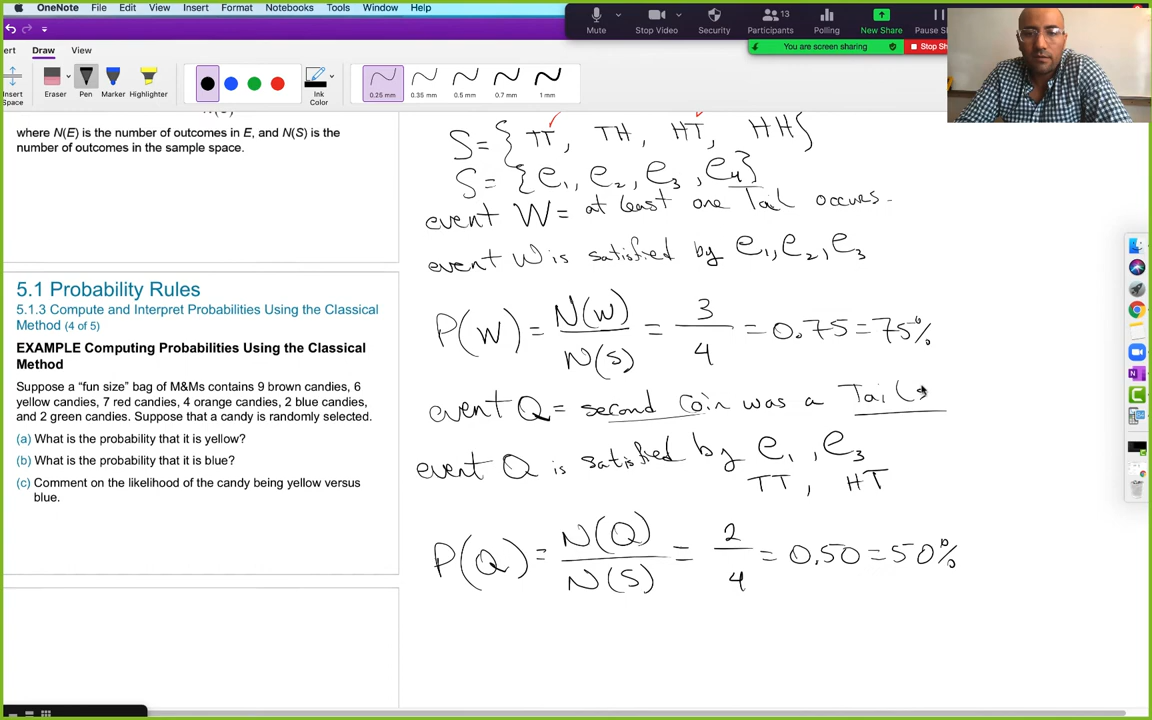 OneNote File Edit View Insert Format Notebooks Tools Window Help
Mute Stop Video Security 13 Participants Polling New Share Pause
You are screening sharing Stop
Draw View
Insert Space Eraser Pen Marker Highlighter Ink Color 0.25 mm 0.35 mm 0.5 mm 0.7 mm 1 mm
where N(E) is the number of outcomes in E, and N(S) is the
number of outcomes in the sample space.
5.1 Probability Rules
5.1.3 Compute and Interpret Probabilities Using the Classical
Method (4 of 5)
EXAMPLE Computing Probabilities Using the Classical
Method
Suppose a “fun size” bag of M&Ms contains 9 brown candies, 6
yellow candies, 7 red candies, 4 orange candies, 2 blue candies,
and 2 green candies. Suppose that a candy is randomly selected.
(a) What is the probability that it is yellow?
(b) What is the probability that it is blue?
(c) Comment on the likelihood of the candy being yellow versus
blue.
S = { TT, TH, HT, HH}
S = {e1, e2, e3, e4}
event W = at least one Tail occurs.
event W is satisfied by e1, e2, e3
P(W) = N(W)/N(S) = 3/4 = 0.75 = 75%
event Q = second coin was a Tails
event Q is satisfied by e1, e3
TT, HT
P(Q) = N(Q)/N(S) = 2/4 = 0.50 = 50%